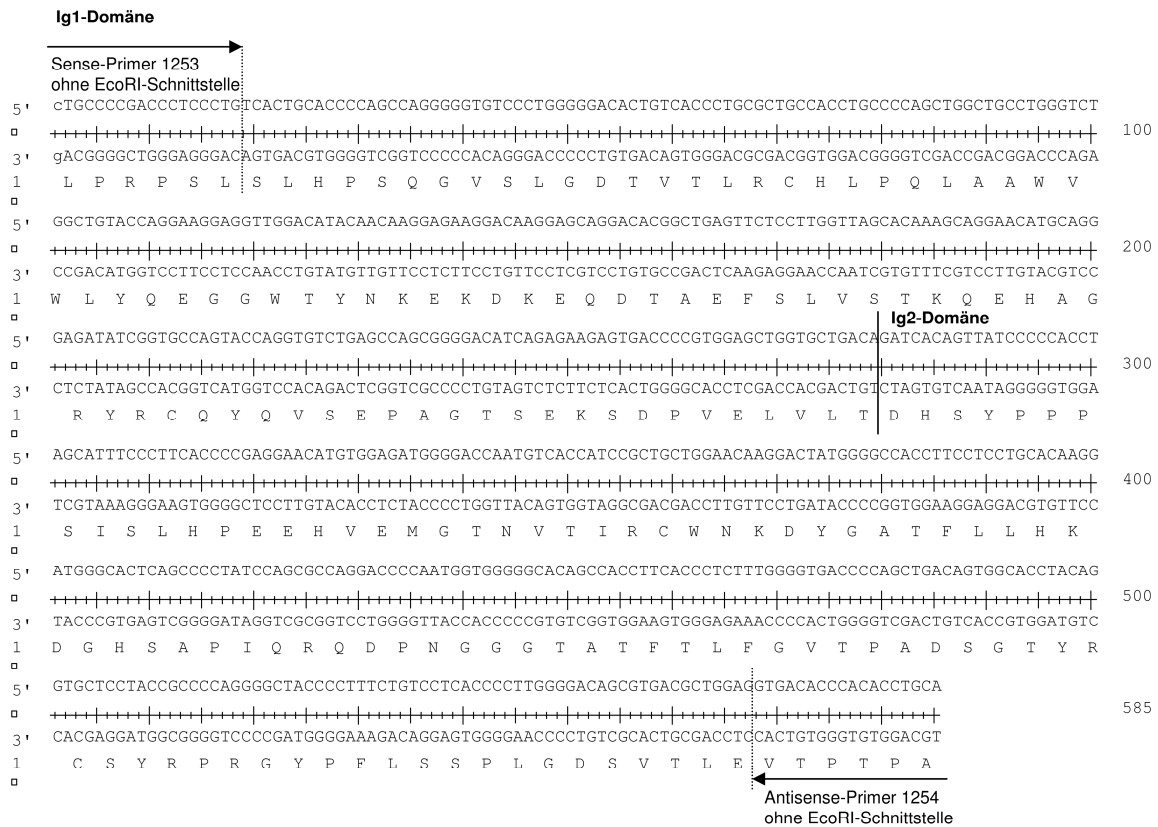 Ig1-Domäne
Sense-Primer 1253
ohne EcoRI-Schnittstelle
5' cTGCCCCGACCCTCCCTGTCACTGCACCCCAGCCAGGGGGTGTCCCTGGGGGACACTGTCACCCTGCGCTGCCACCTGCCCCAGCTGGCTGCCTGGGTCT
100
3' gACGGGGCTGGGAGGGACAGTGACGTGGGGTCGGTCCCCCACAGGGACCCCCTGTGACAGTGGGACGCGACGGTGGACGGGGTCGACCGACGGACCCAGA
1 L P R P S L S L H P S Q G V S L G D T V T L R C H L P Q L A A W V
5' GGCTGTACCAGGAAGGAGGTTGGACATACAACAAGGAGAAGGACAAGGAGCAGGACACGGCTGAGTTCTCCTTGGTTAGCACAAAGCAGGAACATGCAGG
200
3' CCGACATGGTCCTTCCTCCAACCTGTATGTTGTTCCTCTTCCTGTTCCTCGTCCTGTGCCGACTCAAGAGGAACCAATCGTGTTTCGTCCTTGTACGTCC
1 W L Y Q E G G W T Y N K E K D K E Q D T A E F S L V S T K Q E H A G
Ig2-Domäne
5' GAGATATCGGTGCCAGTACCAGGTGTCTGAGCCAGCGGGGACATCAGAGAAGAGTGACCCCGTGGAGCTGGTGCTGACAGATCACAGTTATCCCCCACCT
300
3' CTCTATAGCCACGGTCATGGTCCACAGACTCGGTCGCCCCTGTAGTCTCTTCTCACTGGGGCACCTCGACCACGACTGTCTAGTGTCAATAGGGGGTGGA
1 R Y R C Q Y Q V S E P A G T S E K S D P V E L V L T D H S Y P P P
5' AGCATTTCCCTTCACCCCGAGGAACATGTGGAGATGGGGACCAATGTCACCATCCGCTGCTGGAACAAGGACTATGGGGCCACCTTCCTCCTGCACAAGG
400
3' TCGTAAAGGGAAGTGGGGCTCCTTGTACACCTCTACCCCTGGTTACAGTGGTAGGCGACGACCTTGTTCCTGATACCCCGGTGGAAGGAGGACGTGTTCC
1 S I S L H P E E H V E M G T N V T I R C W N K D Y G A T F L L H K
5' ATGGGCACTCAGCCCCTATCCAGCGCCAGGACCCCAATGGTGGGGGCACAGCCACCTTCACCCTCTTTGGGGTGACCCCAGCTGACAGTGGCACCTACAG
500
3' TACCCGTGAGTCGGGGATAGGTCGCGGTCCTGGGGTTACCACCCCCGTGTCGGTGGAAGTGGGAGAAACCCCACTGGGGTCGACTGTCACCGTGGATGTC
1 D G H S A P I Q R Q D P N G G G T A T F T L F G V T P A D S G T Y R
5' GTGCTCCTACCGCCCCAGGGGCTACCCCTTTCTGTCCTCACCCCTTGGGGACAGCGTGACGCTGGAGGTGACACCCACACCTGCA
585
3' CACGAGGATGGCGGGGTCCCCGATGGGGAAAGACAGGAGTGGGGAACCCCTGTCGCACTGCGACCTCCACTGTGGGTGTGGACGT
1 C S Y R P R G Y P F L S S P L G D S V T L E V T P T P A
Antisense-Primer 1254
ohne EcoRI-Schnittstelle